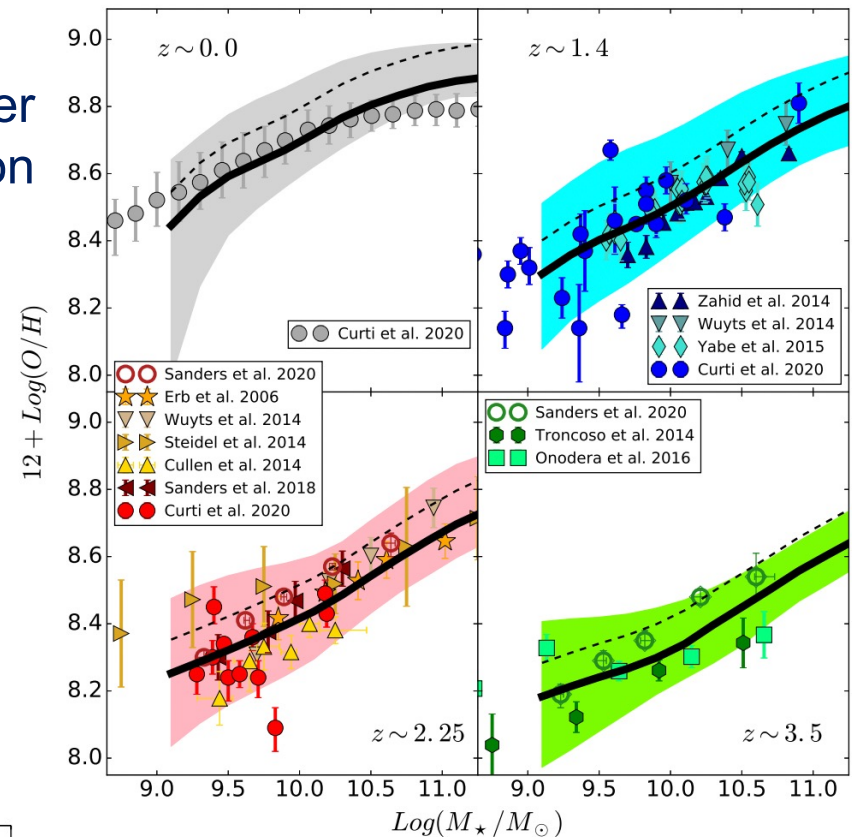 er
on
z ~ 0.0
z ~ 1.4
9.0
8.8
8.6
8.4
8.2
8.0
Curti et al. 2020
Zahid et al. 2014
Wuyts et al. 2014
Yabe et al. 2015
Curti et al. 2020
12 + Log(O/H)
Sanders et al. 2020
Erb et al. 2006
Wuyts et al. 2014
Steidel et al. 2014
Cullen et al. 2014
Sanders et al. 2018
Curti et al. 2020
Sanders et al. 2020
Troncoso et al. 2014
Onodera et al. 2016
9.0
8.8
8.6
8.4
8.2
8.0
z ~ 2.25
z ~ 3.5
9.0 9.5 10.0 10.5 11.0 9.0 9.5 10.0 10.5 11.0
Log(M⋆/M⊙)